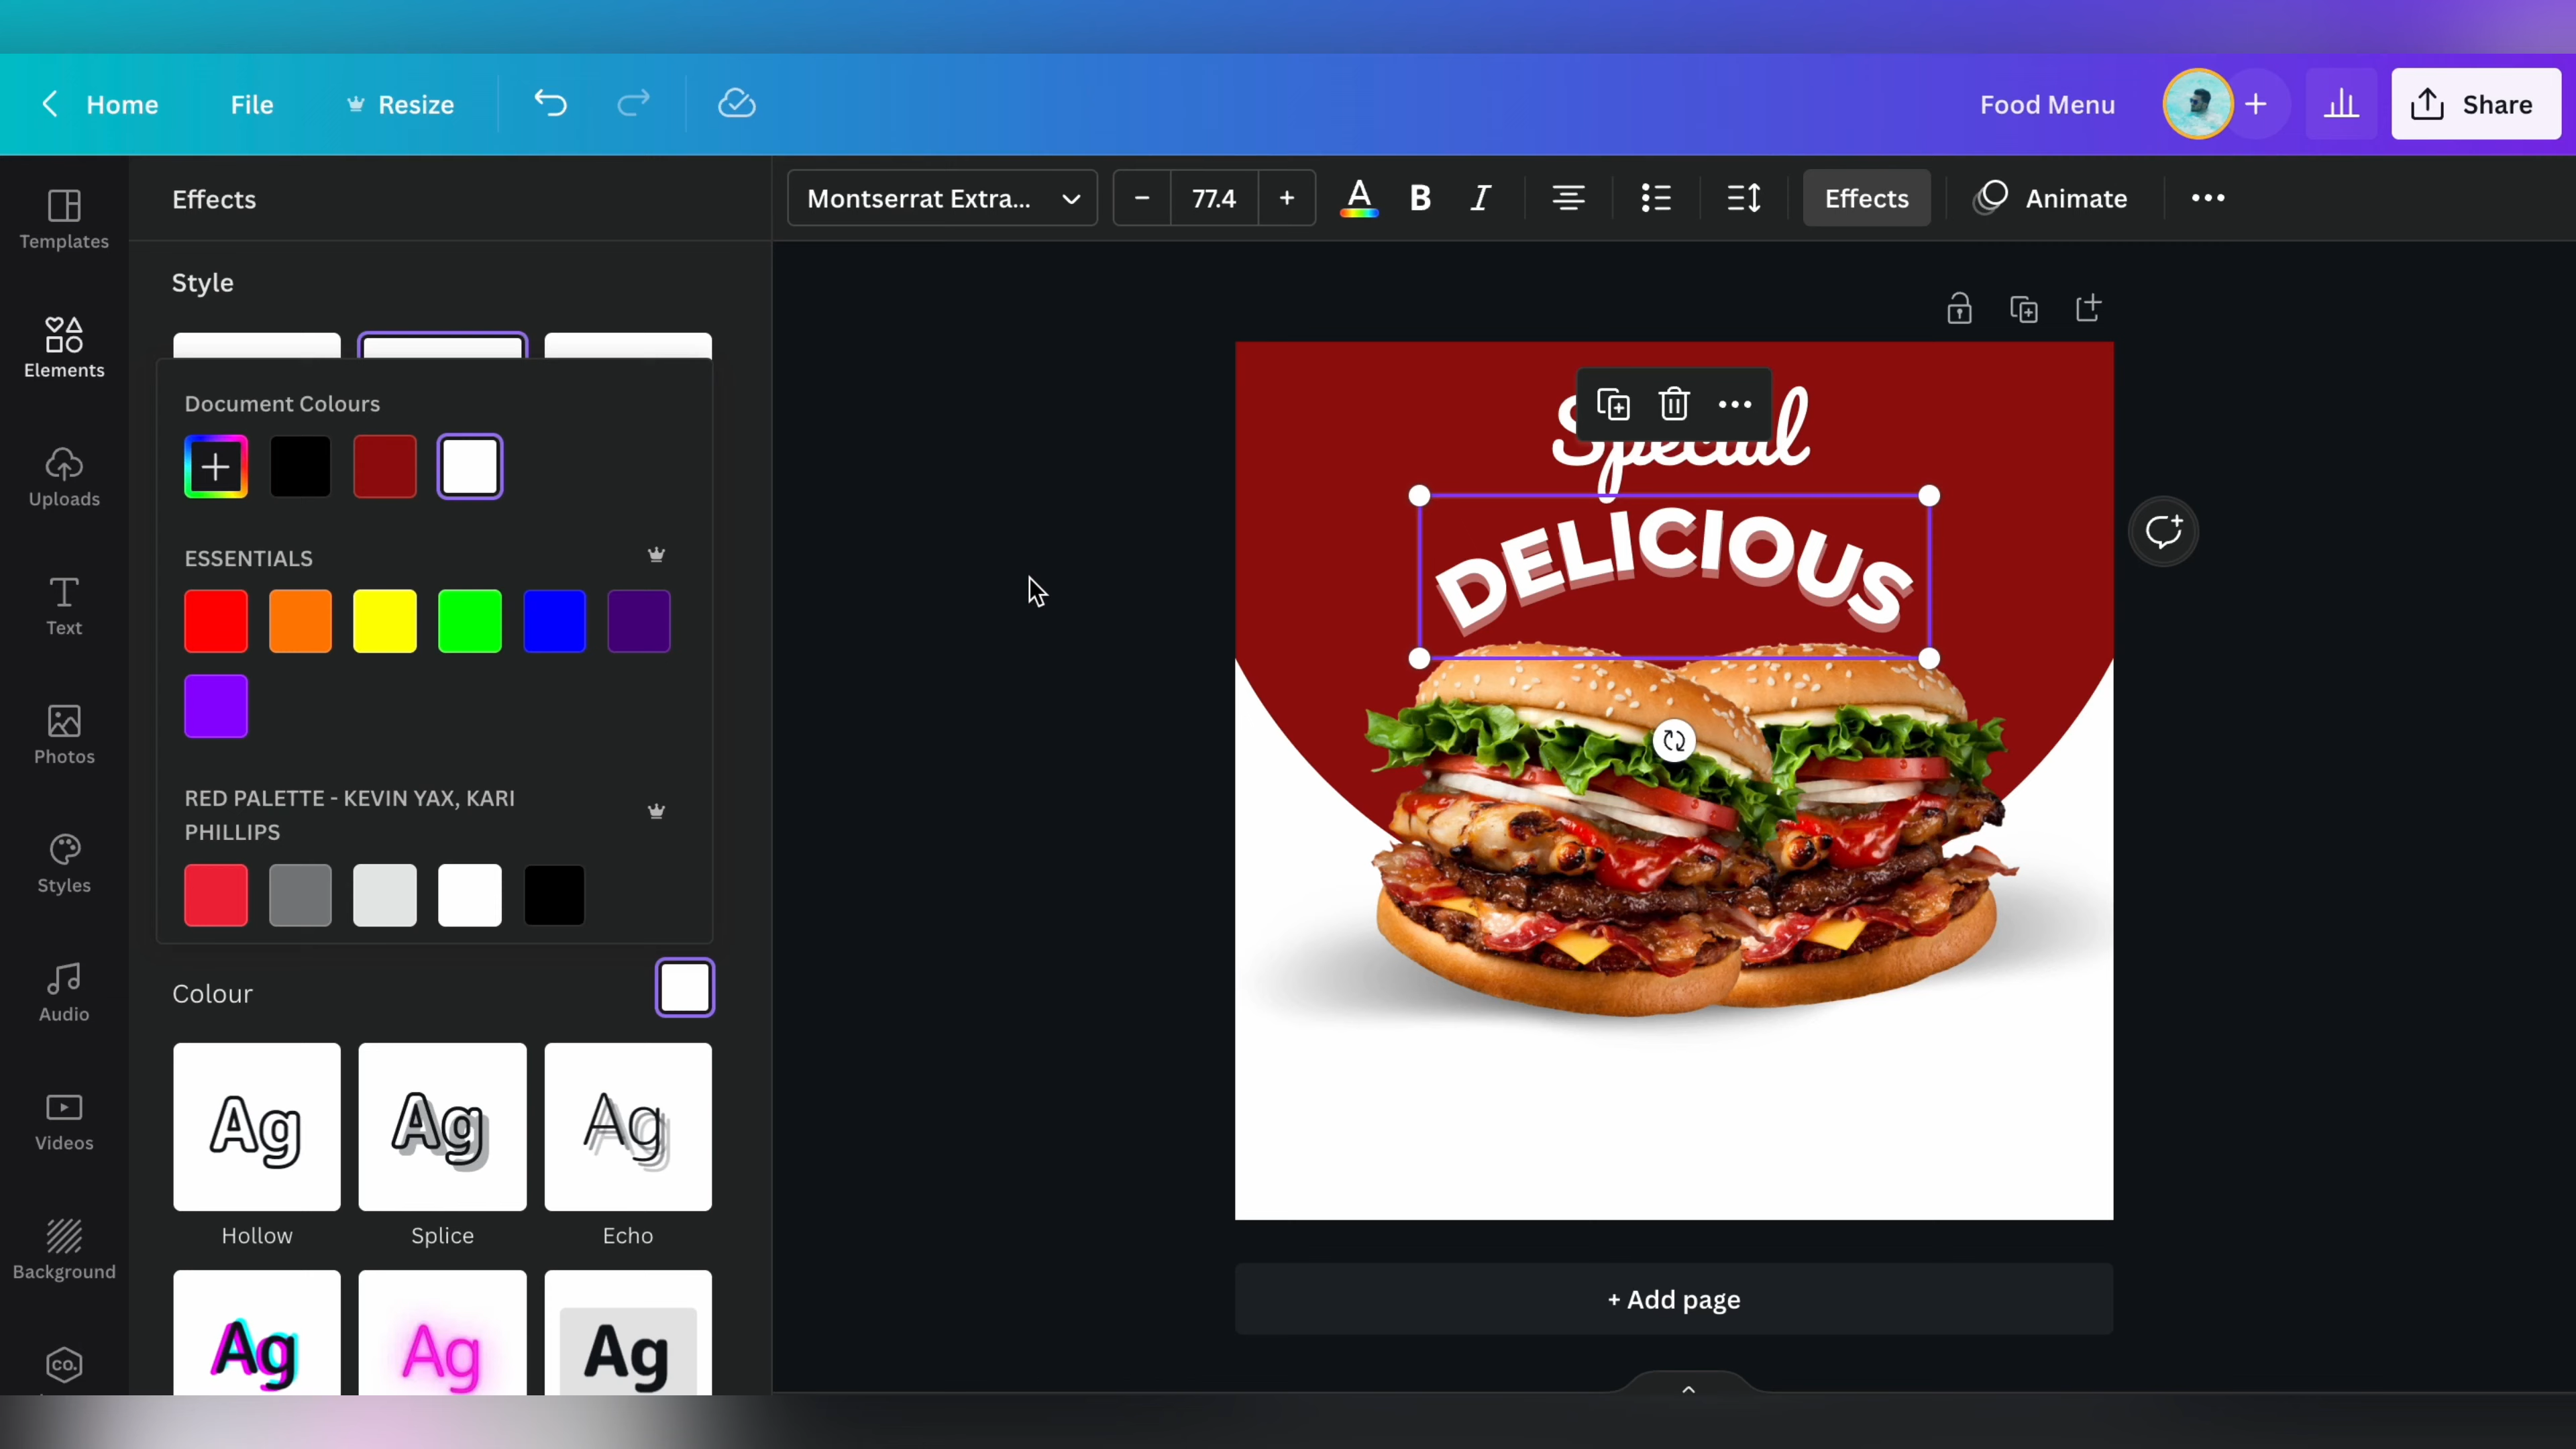 Home File Resize Food Menu Share
Effects Montserrat Extra... 77.4 A B I Effects Animate
Templates
Elements
Uploads
Text
Photos
Styles
Audio
Videos
Background
co.
Style
Document Colours
ESSENTIALS
RED PALETTE - KEVIN YAX, KARI
PHILLIPS
Colour
Ag Ag Ag
Hollow Splice Echo
Ag Ag Ag
Special
DELICIOUS
+ Add page